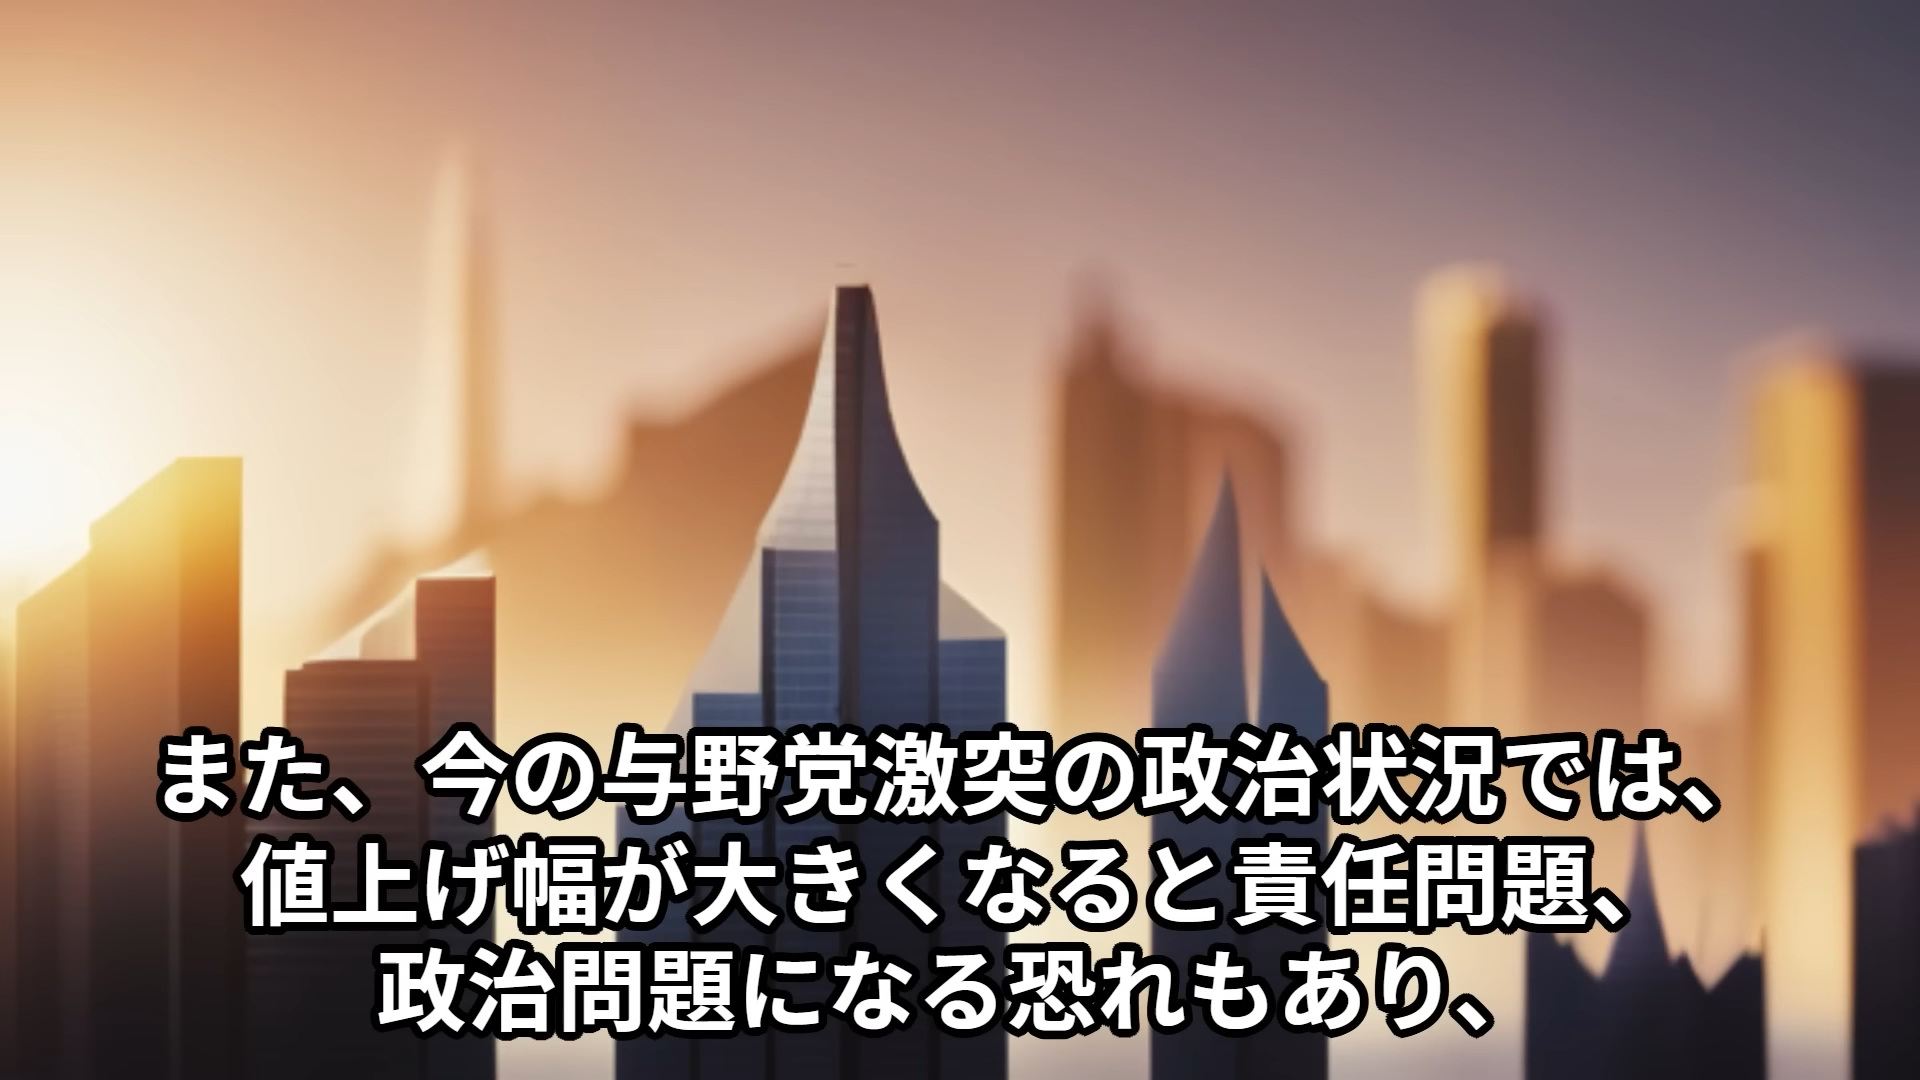 また、今の与野党激突の政治状況では、
値上げ幅が大きくなると責任問題、
政治問題になる恐れもあり、